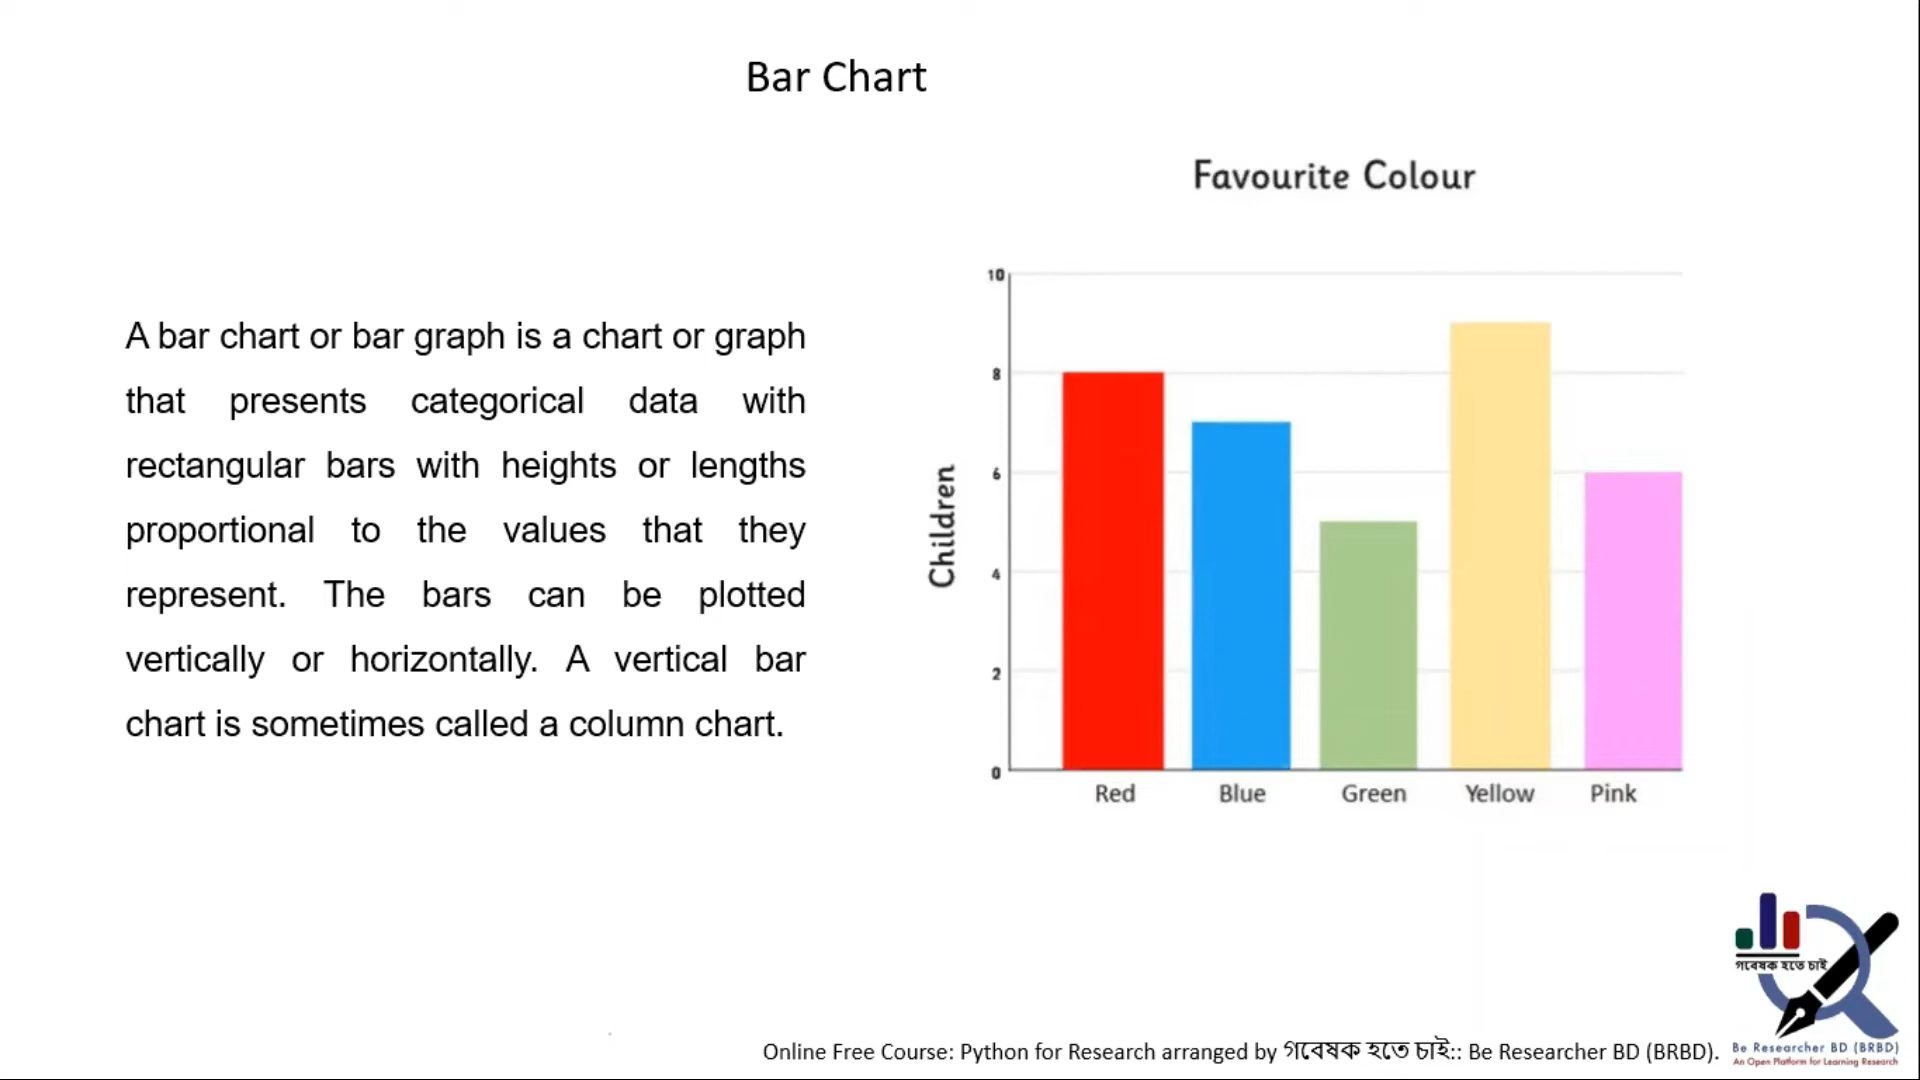 Bar Chart
A bar chart or bar graph is a chart or graph
that presents categorical data with
rectangular bars with heights or lengths
proportional to the values that they
represent. The bars can be plotted
vertically or horizontally. A vertical bar
chart is sometimes called a column chart.
Favourite Colour
Children
10
8
6
4
2
0
Red Blue Green Yellow Pink
গবেষক হতে চাই
Be Researcher BD (BRBD)
An Open Platform for Learning Research
Online Free Course: Python for Research arranged by গবেষক হতে চাই:: Be Researcher BD (BRBD).